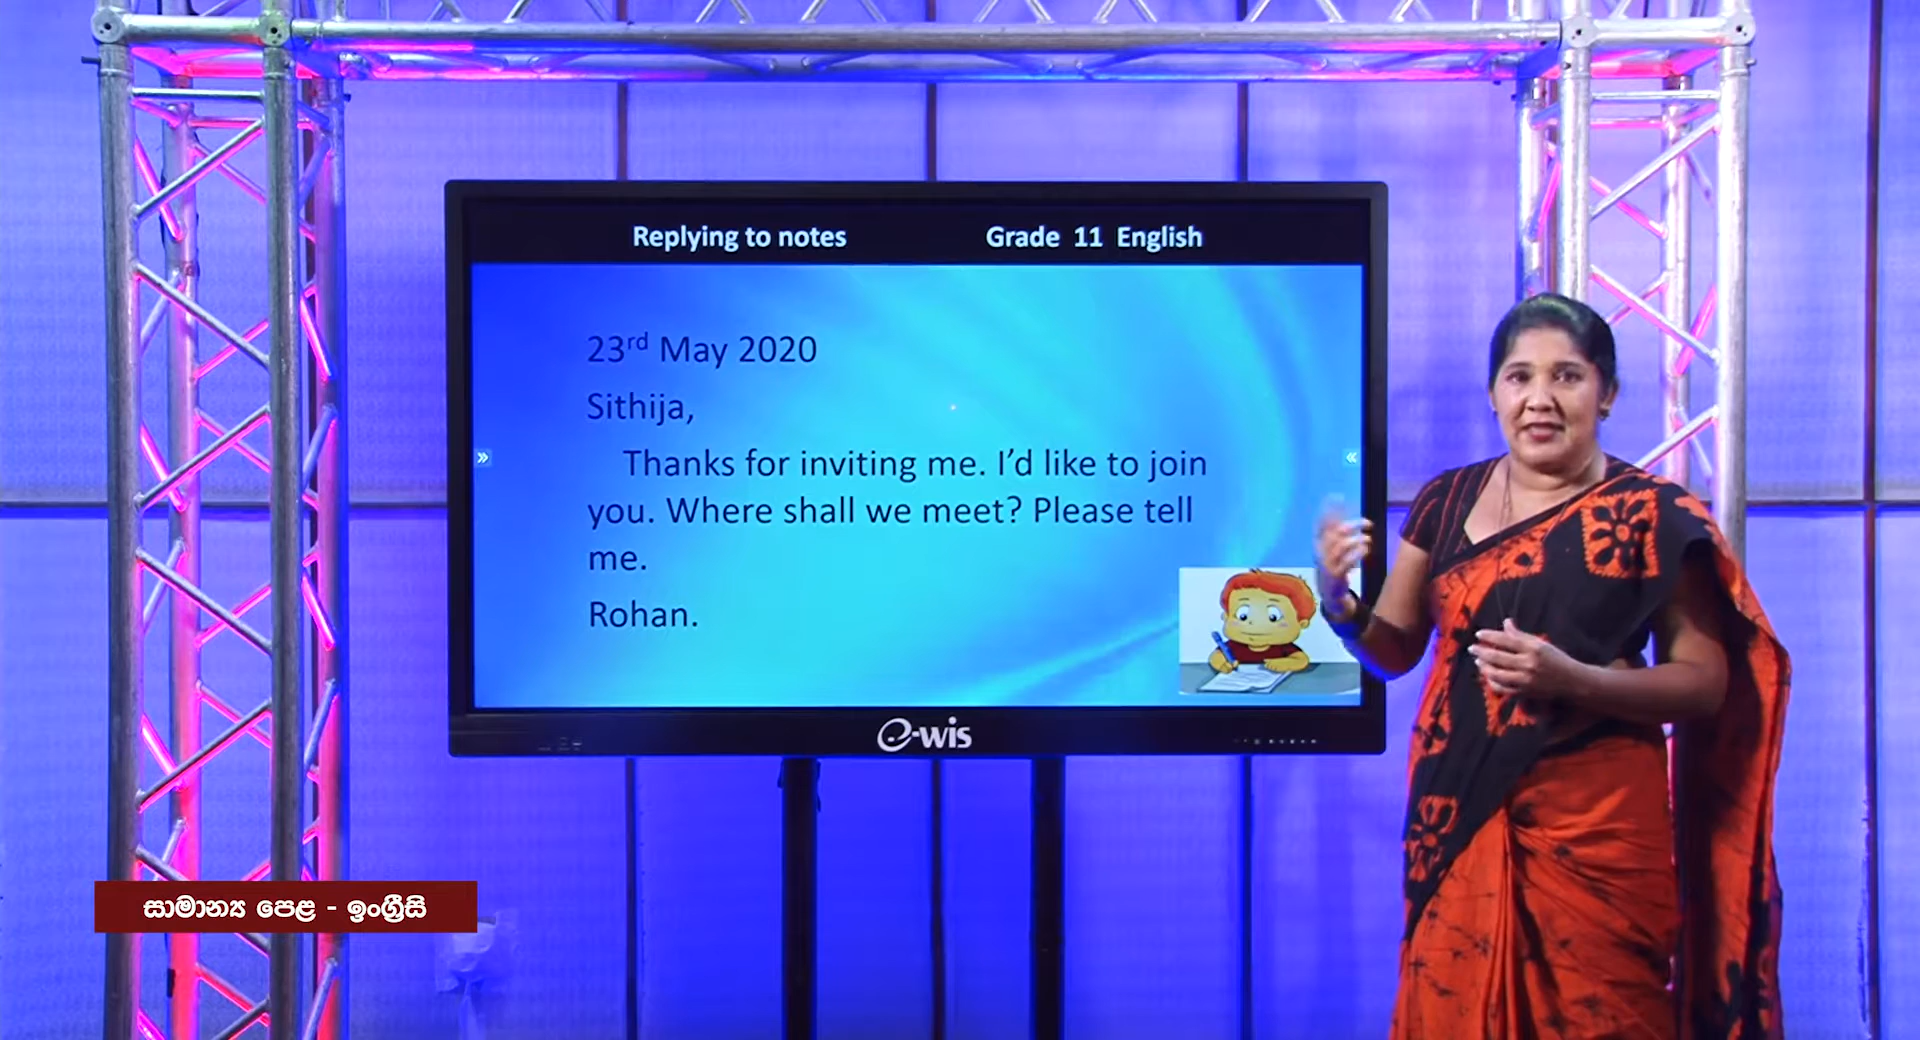 Replying to notes
Grade 11 English
23rd May 2020
Sithija,
Thanks for inviting me. I’d like to join
you. Where shall we meet? Please tell
me.
Rohan.
e-wis
සාමාන්‍ය පෙළ - ඉංග්‍රීසි